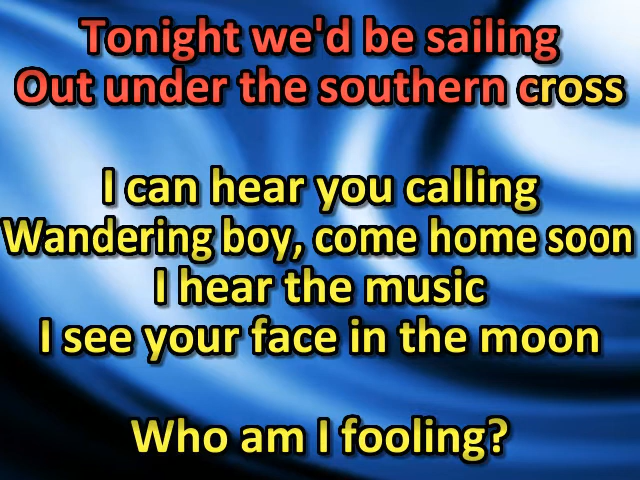 Tonight we'd be sailing
Out under the southern cross
I can hear you calling
Wandering boy, come home soon
I hear the music
I see your face in the moon
Who am I fooling?